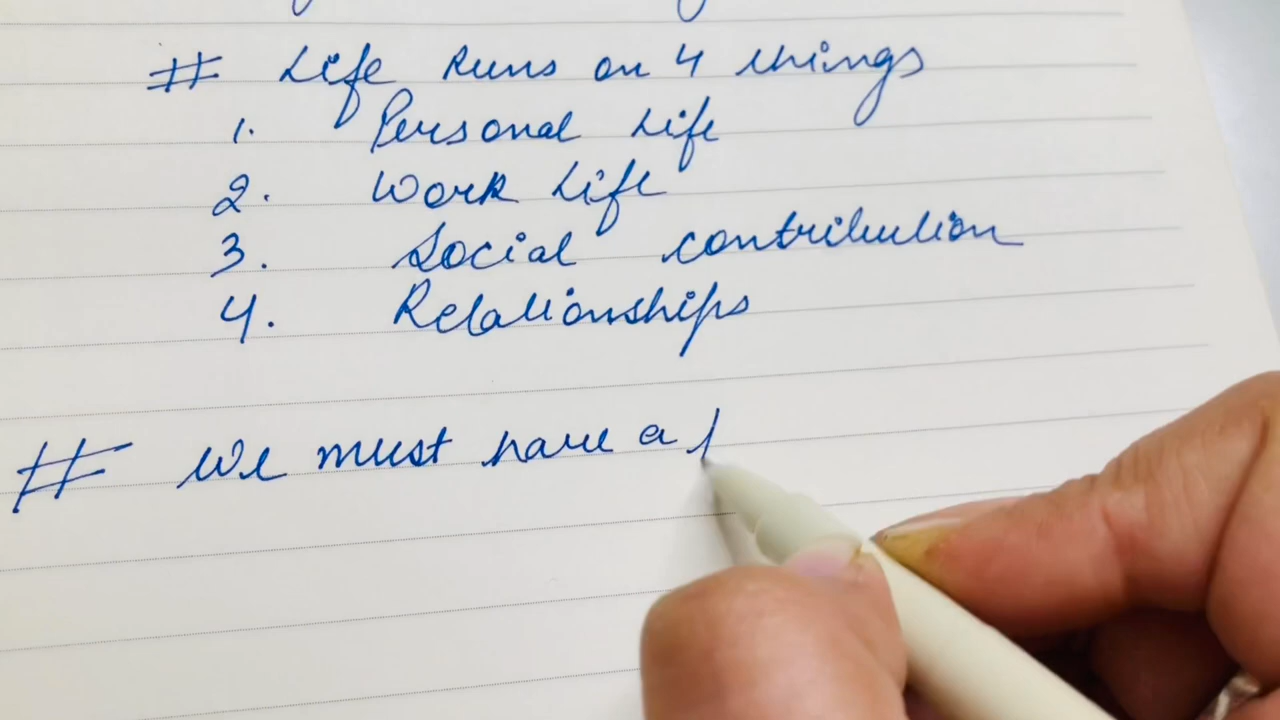 # Life Runs on 4 things
1. Personal Life
2. Work Life
3. Social contribution
4. Relationships
# We must have a